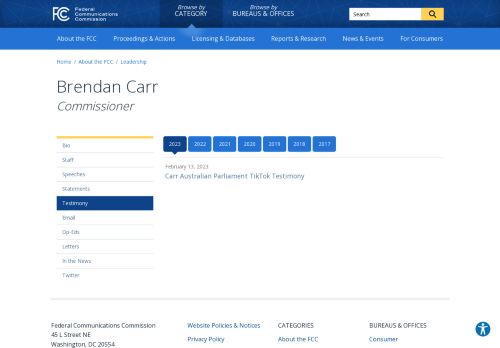 Federal
Communications
Commission
FCC
Browse by
CATEGORY
Browse by
BUREAUS & OFFICES
Search
About the FCC
Proceedings & Actions
Licensing & Databases
Reports & Research
News & Events
For Consumers
Home / About the FCC / Leadership
Brendan Carr
Commissioner
Bio
Staff
Speeches
Statements
Testimony
Email
Op-Eds
Letters
In the News
Twitter
2023 2022 2021 2020 2019 2018 2017
February 13, 2023
Carr Australian Parliament TikTok Testimony
Federal Communications Commission
45 L Street NE
Washington, DC 20554
Website Policies & Notices
Privacy Policy
CATEGORIES
About the FCC
BUREAUS & OFFICES
Consumer